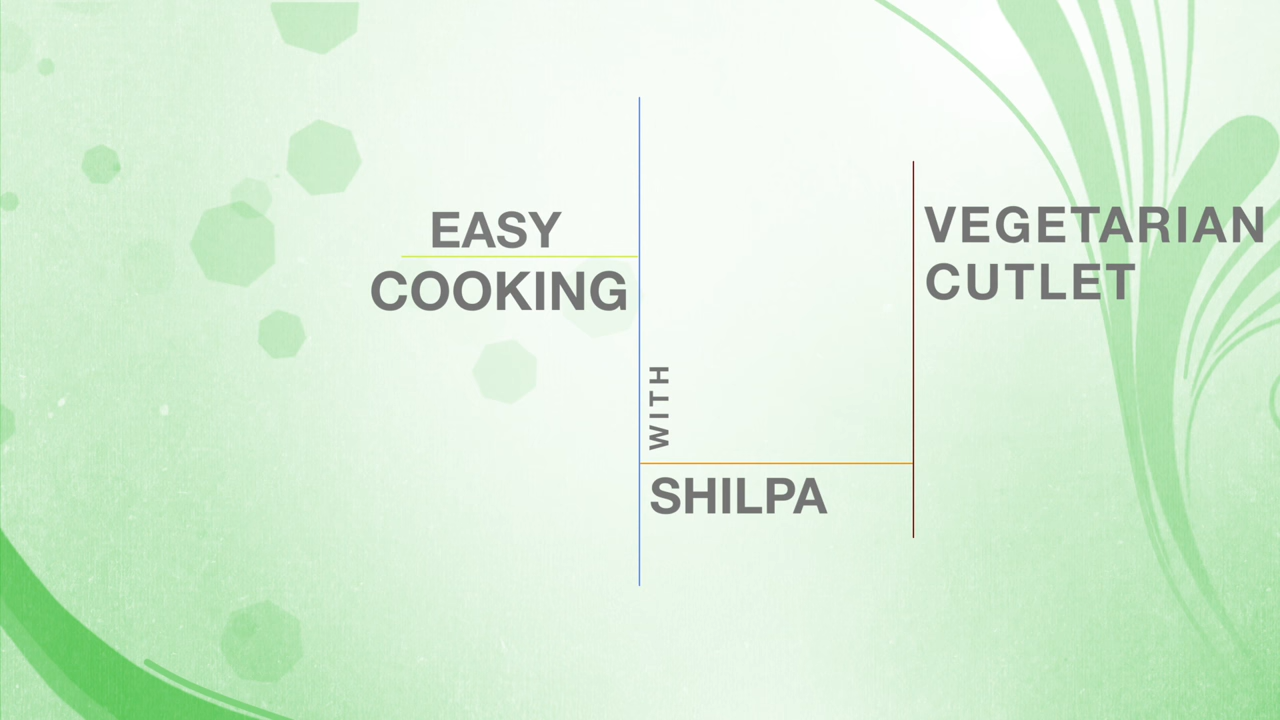 EASY
COOKING
WITH
SHILPA
VEGETARIAN
CUTLET